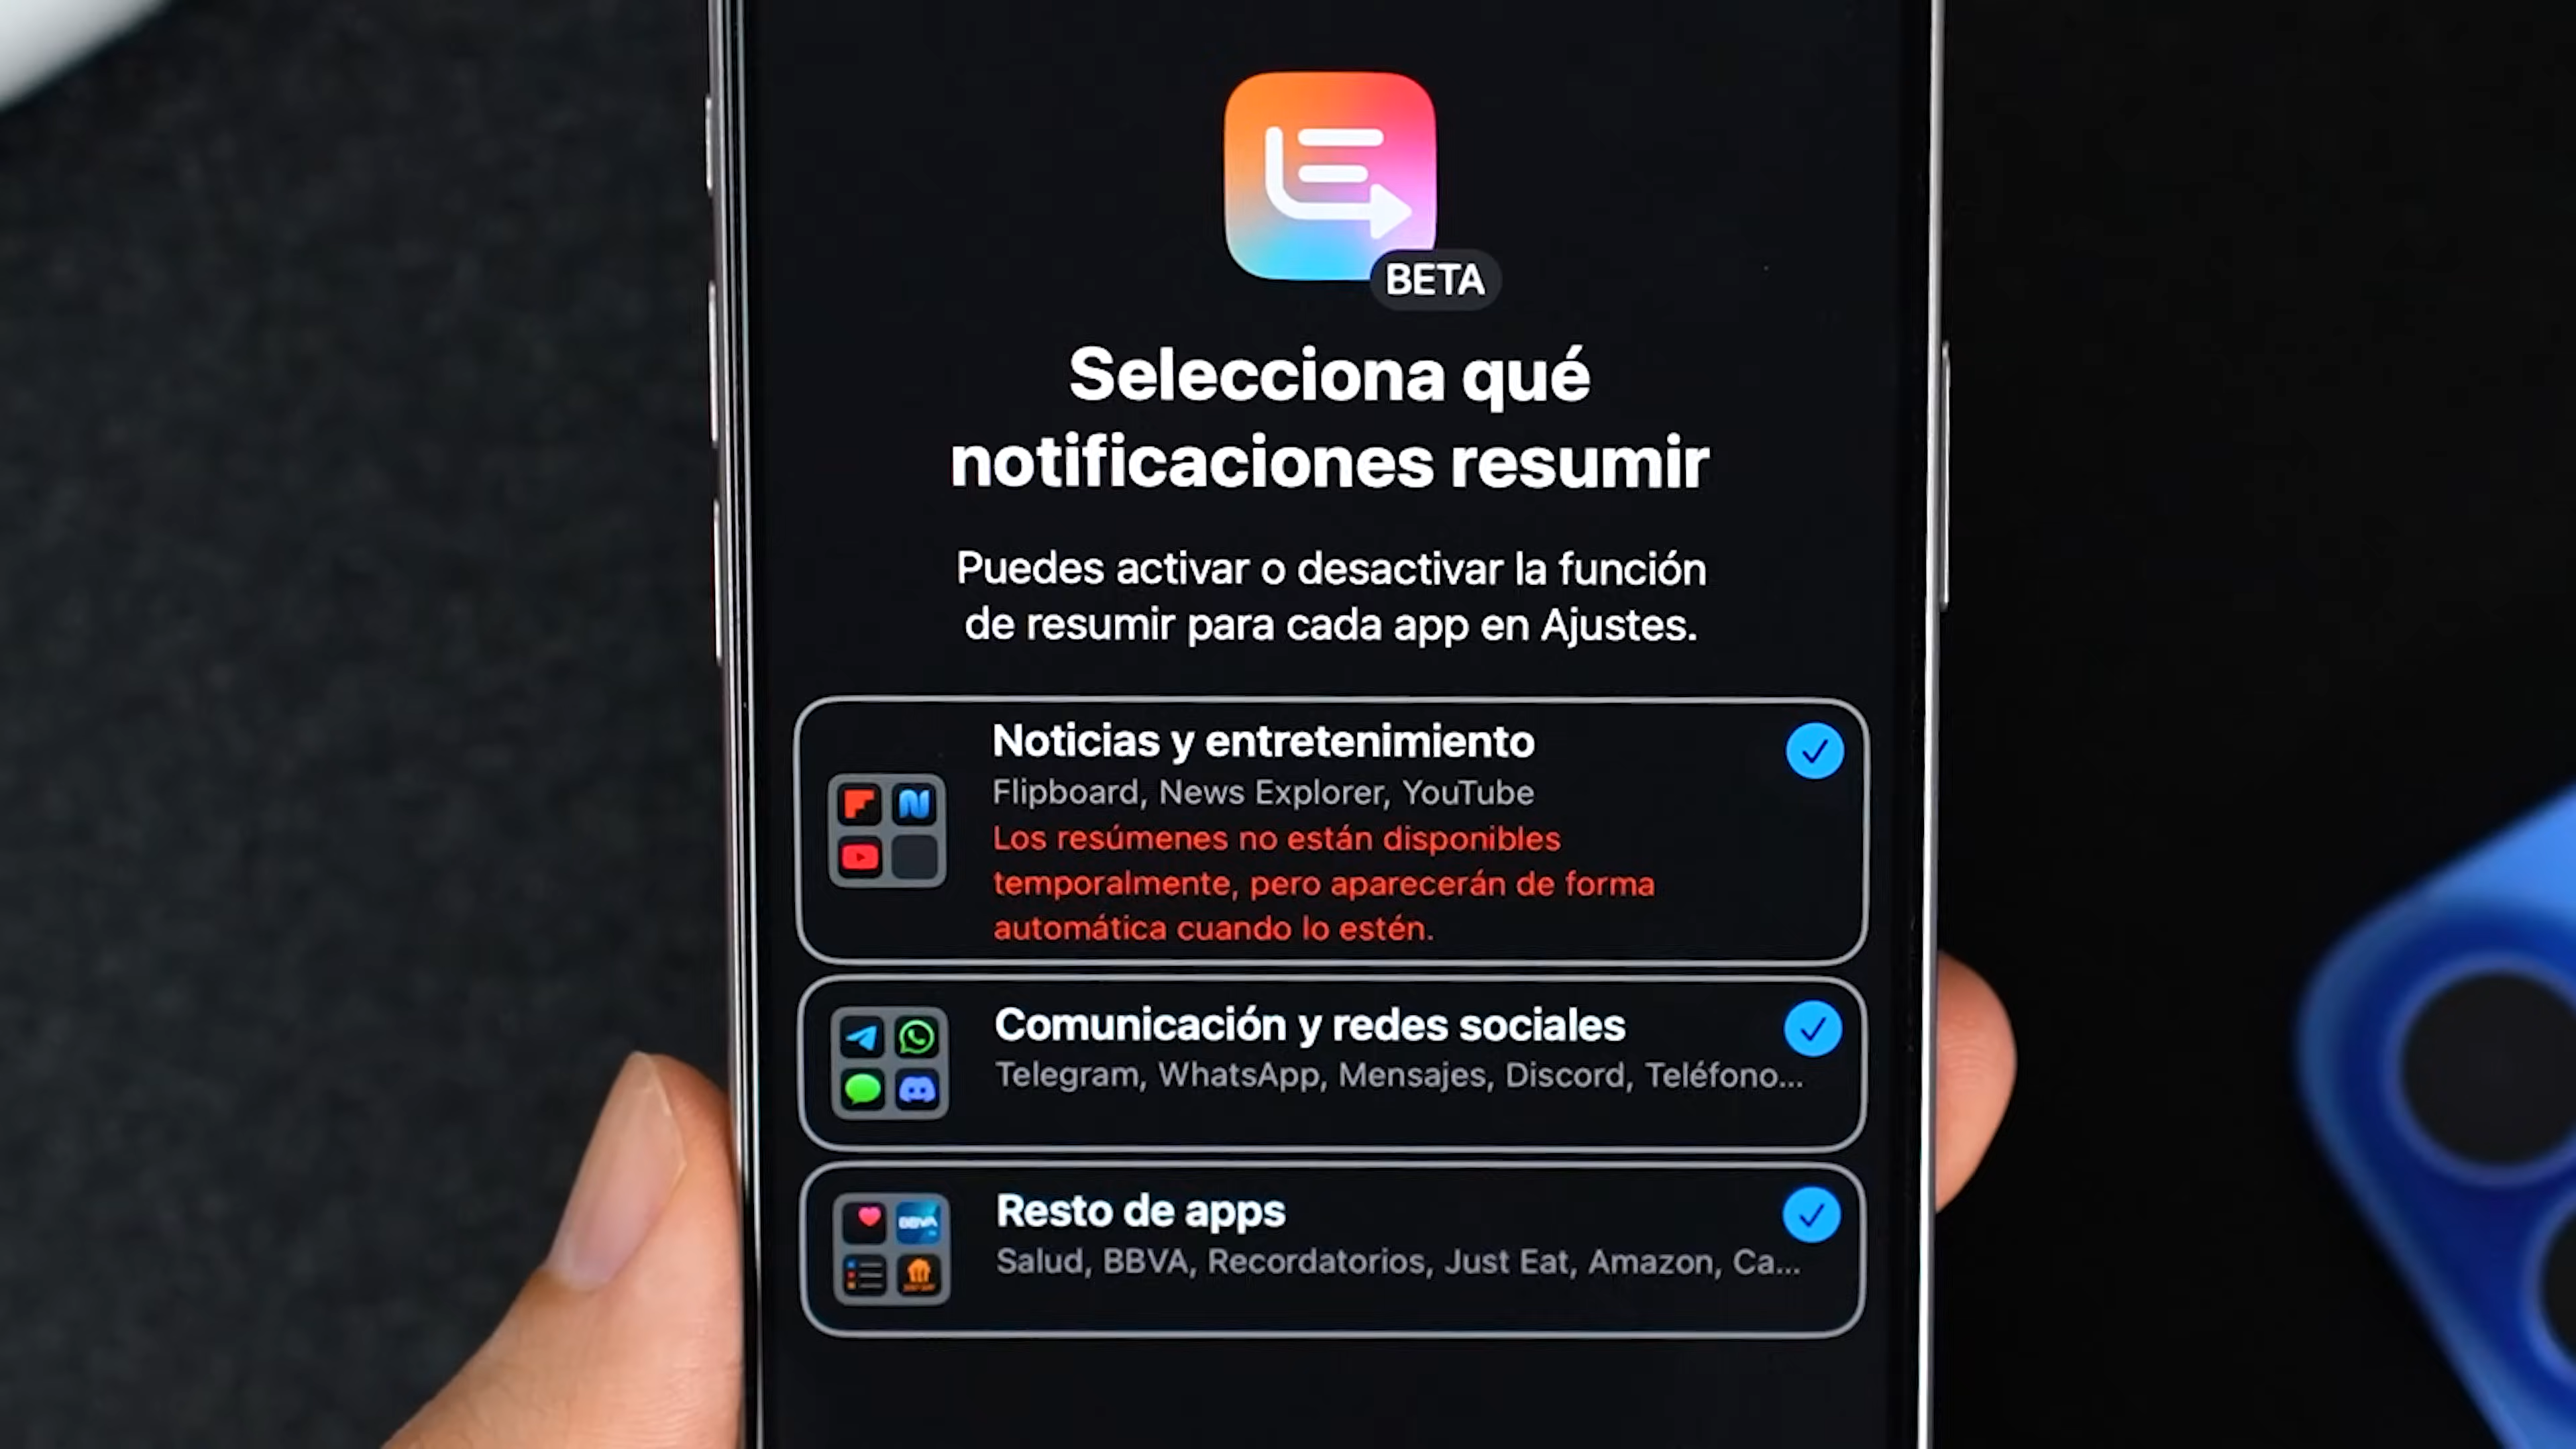 BETA
Selecciona qué
notificaciones resumir
Puedes activar o desactivar la función
de resumir para cada app en Ajustes.
Noticias y entretenimiento
Flipboard, News Explorer, YouTube
Los resúmenes no están disponibles
temporalmente, pero aparecerán de forma
automática cuando lo estén.
Comunicación y redes sociales
Telegram, WhatsApp, Mensajes, Discord, Teléfono...
BBVA
Resto de apps
Salud, BBVA, Recordatorios, Just Eat, Amazon, Ca...